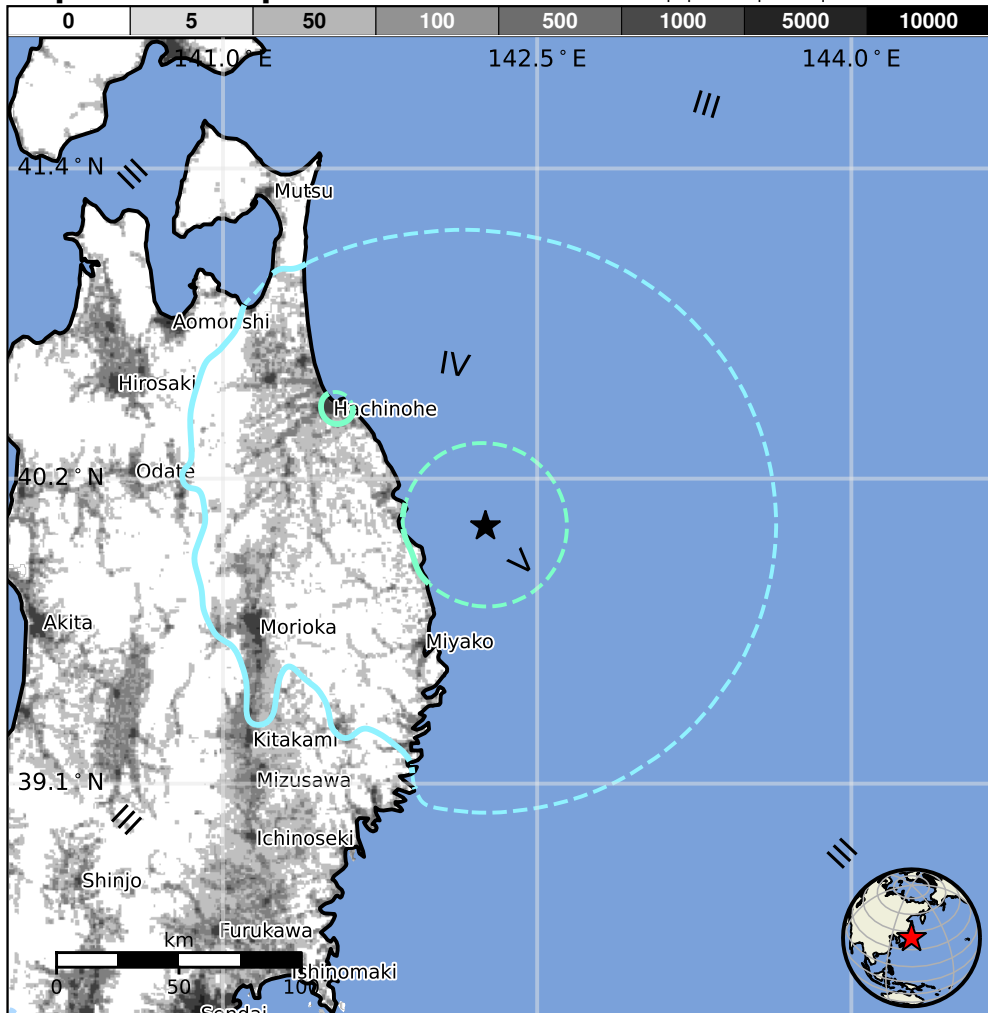 0 5 50 100 500 1000 5000 10000
141.0°E 142.5°E 144.0°E
III
III
41.4°N
Mutsu
Aomorishi
IV
Hirosaki
Hachinohe
Odate
40.2°N
V
Akita
Morioka
Miyako
Kitakami
39.1°N
Mizusawa
III
Ichinoseki
III
Shinjo
Furukawa
km
Ishinomaki
0 50 100
Sendai